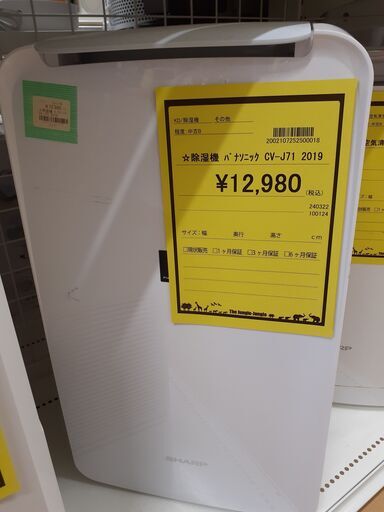 KD/除湿機 その他
程度:中古B
2002107252500018
☆除湿機 ﾊﾟﾅｿﾆｯｸ CV-J71 2019
¥12,980 (税込)
240322
100124
サイズ:幅 奥行 高さ cm
□現状販売 □1ヶ月保証 □3ヶ月保証 □6ヶ月保証
The Jungle-Jungle
SHARP